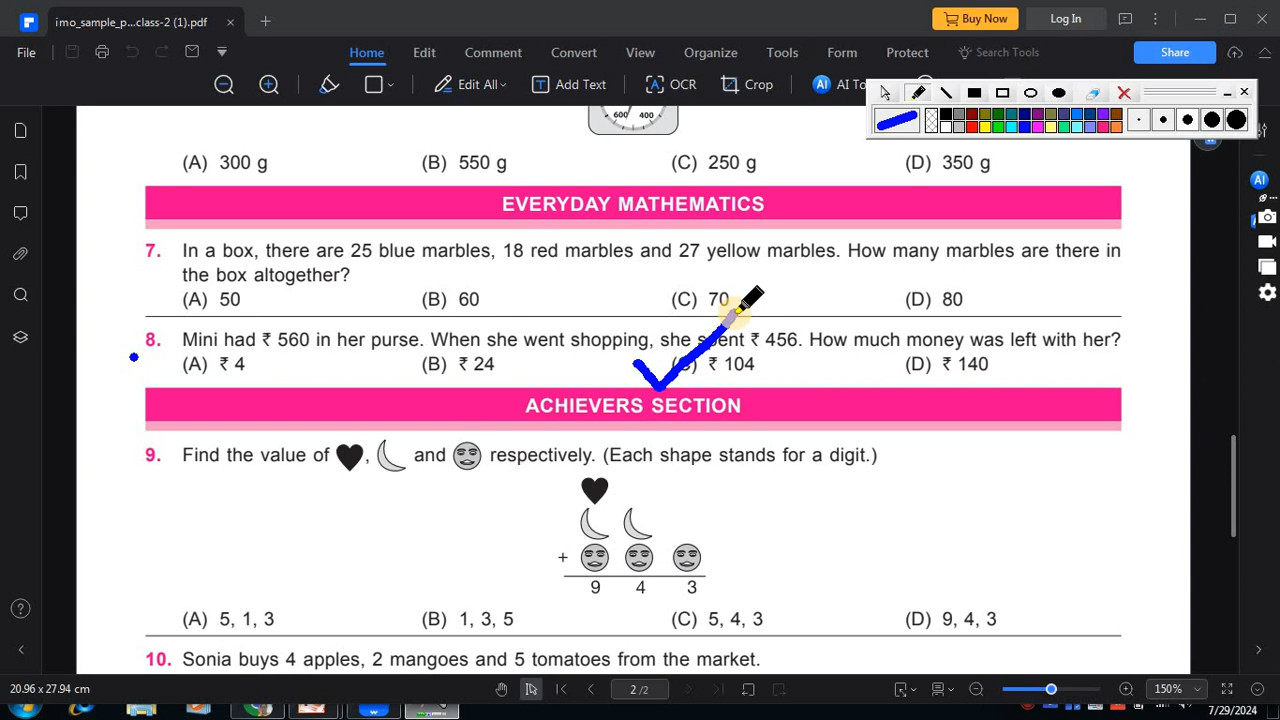 imo_sample_p...class-2 (1).pdf
Buy Now
Log In
File
Home
Edit
Comment
Convert
View
Organize
Tools
Form
Protect
Search Tools
Share
Edit All
Add Text
OCR
Crop
AI
600 400
(A) 300 g (B) 550 g (C) 250 g (D) 350 g
EVERYDAY MATHEMATICS
7. In a box, there are 25 blue marbles, 18 red marbles and 27 yellow marbles. How many marbles are there in
the box altogether?
(A) 50 (B) 60 (C) 70 (D) 80
8. Mini had ₹ 560 in her purse. When she went shopping, she spent ₹ 456. How much money was left with her?
(A) ₹ 4 (B) ₹ 24 (C) ₹ 104 (D) ₹ 140
ACHIEVERS SECTION
9. Find the value of , and respectively. (Each shape stands for a digit.)
+
9 4 3
(A) 5, 1, 3 (B) 1, 3, 5 (C) 5, 4, 3 (D) 9, 4, 3
10. Sonia buys 4 apples, 2 mangoes and 5 tomatoes from the market.
20.96 x 27.94 cm
2 /2
150%
7/29/2024